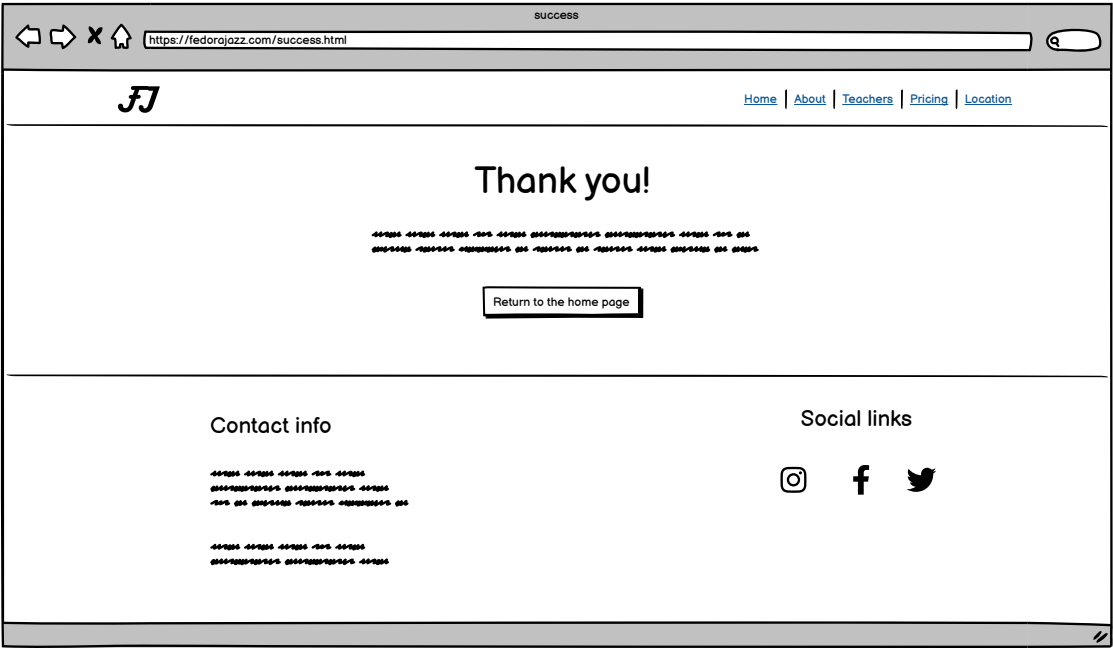 success
https://fedorajazz.com/success.html
FJ
Home | About | Teachers | Pricing | Location
Thank you!
Return to the home page
Contact info
Social links